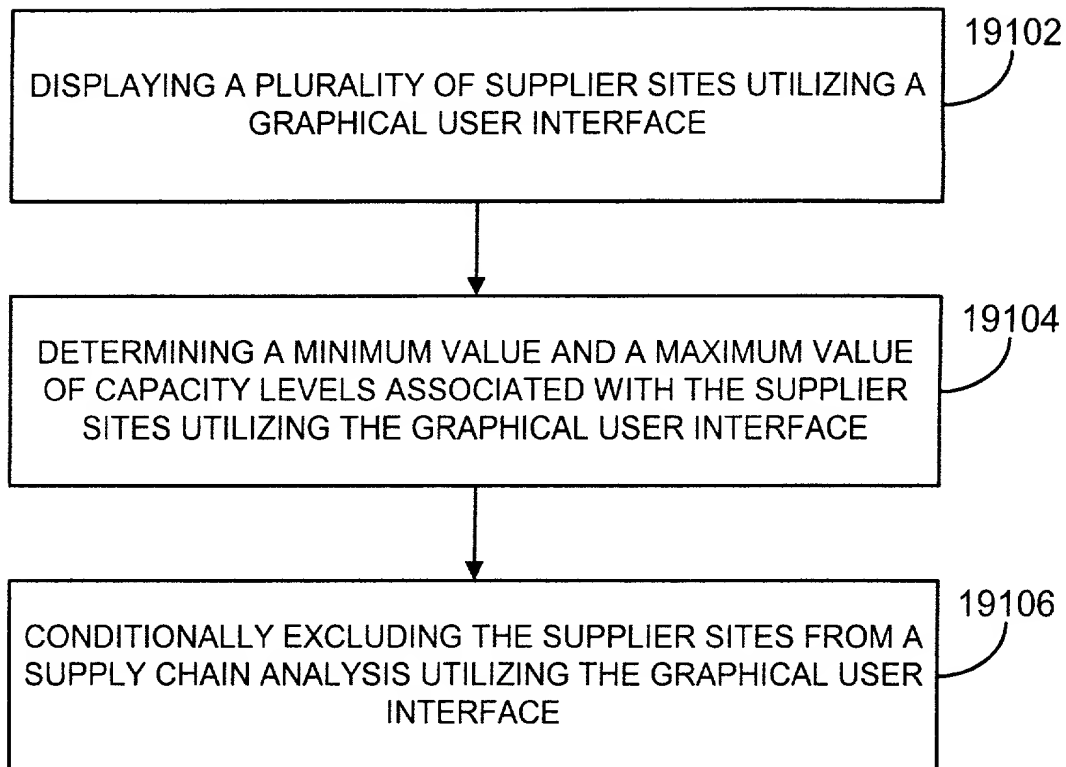 19102
DISPLAYING A PLURALITY OF SUPPLIER SITES UTILIZING A
GRAPHICAL USER INTERFACE
19104
DETERMINING A MINIMUM VALUE AND A MAXIMUM VALUE
OF CAPACITY LEVELS ASSOCIATED WITH THE SUPPLIER
SITES UTILIZING THE GRAPHICAL USER INTERFACE
19106
CONDITIONALLY EXCLUDING THE SUPPLIER SITES FROM A
SUPPLY CHAIN ANALYSIS UTILIZING THE GRAPHICAL USER
INTERFACE